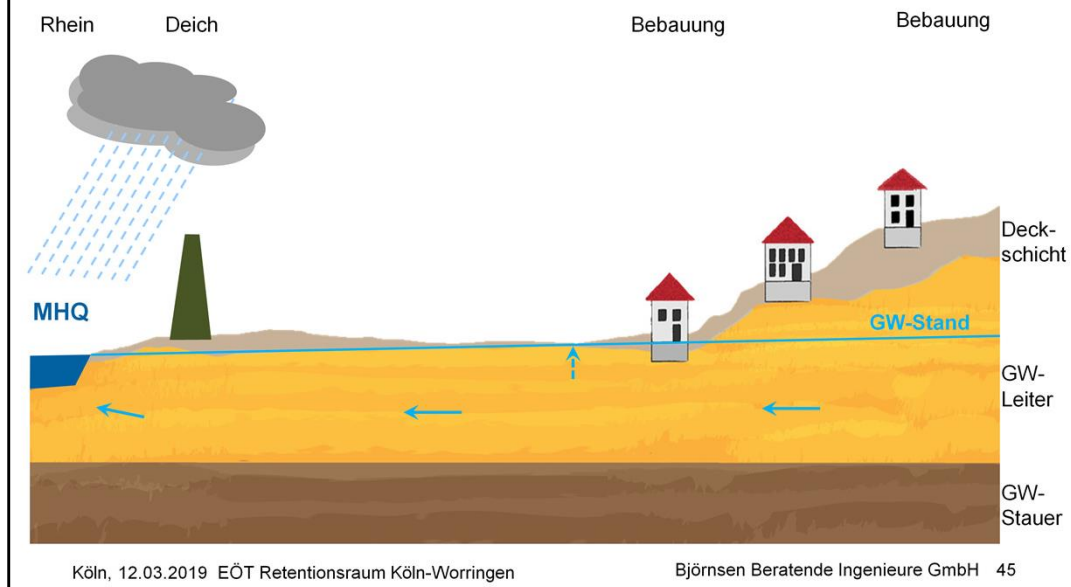 Rhein Deich Bebauung Bebauung
Deck-
schicht
MHQ
GW-Stand
GW-
Leiter
GW-
Stauer
Köln, 12.03.2019 EÖT Retentionsraum Köln-Worringen Björnsen Beratende Ingenieure GmbH 45